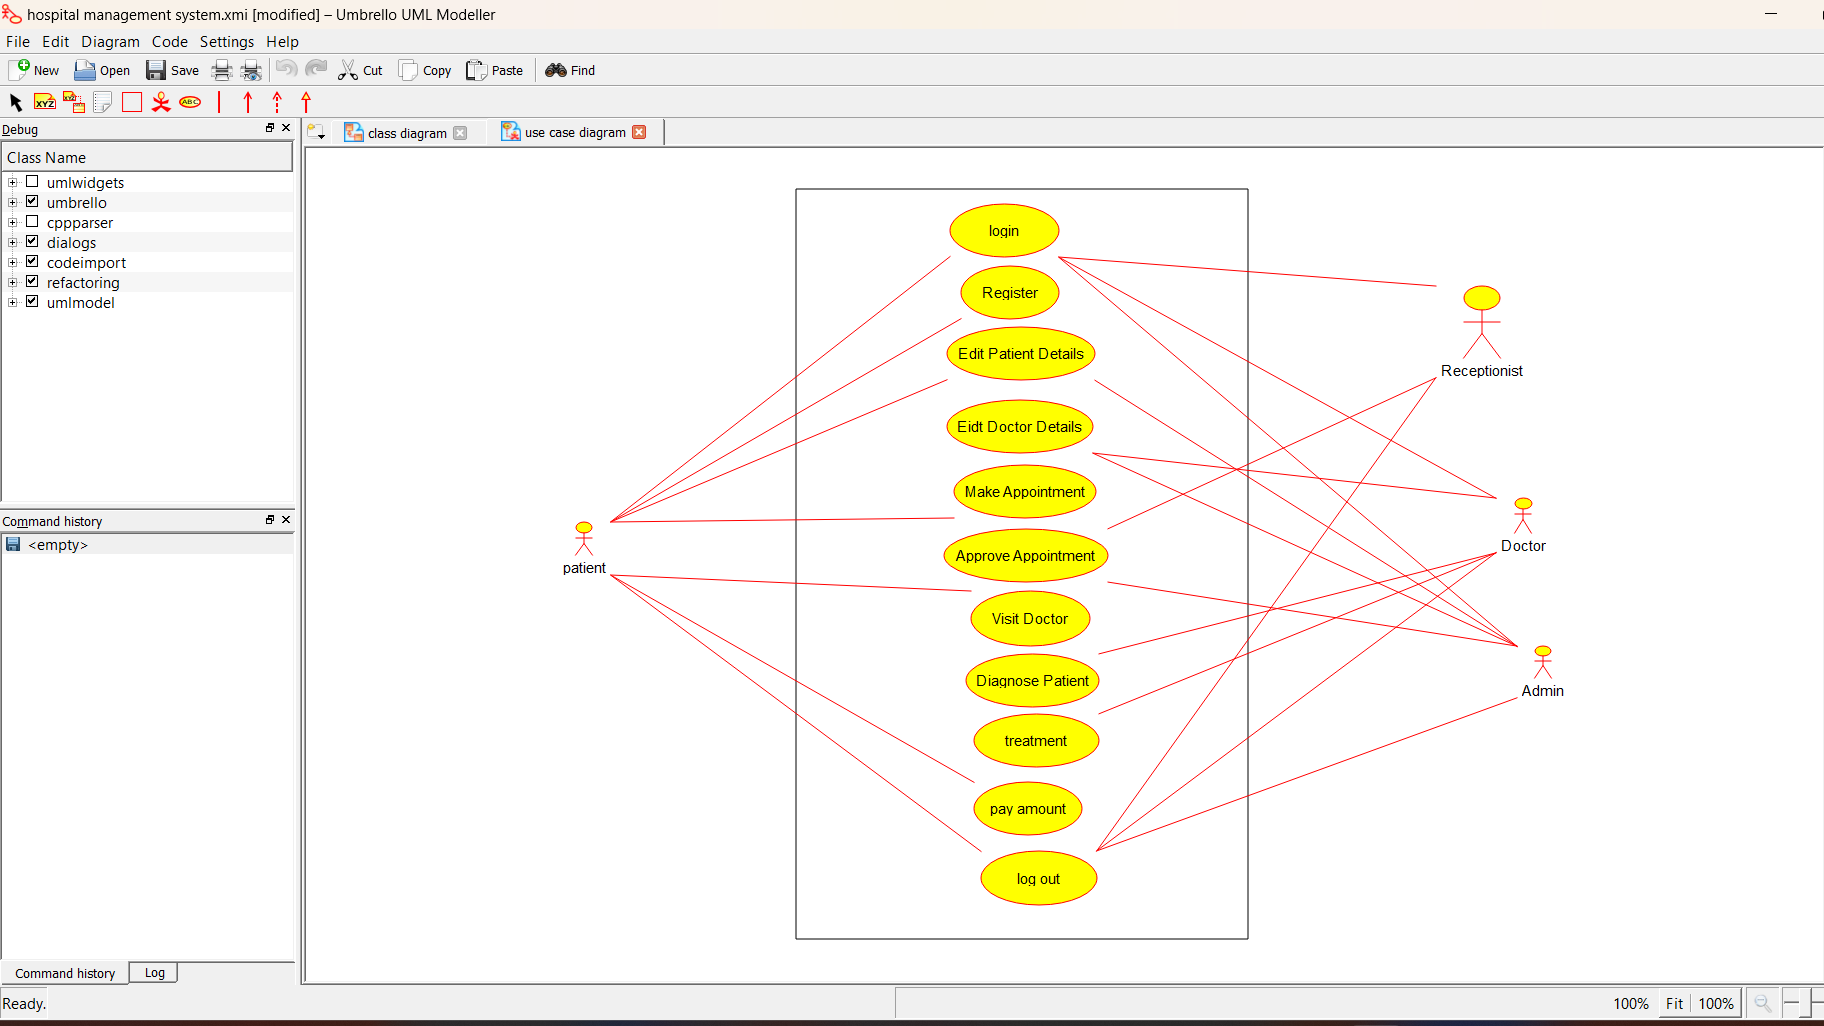 hospital management system.xmi [modified] – Umbrello UML Modeller
File Edit Diagram Code Settings Help
New Open Save Cut Copy Paste Find
XYZ XYZ ABC
Debug
class diagram use case diagram
Class Name
umlwidgets
umbrello
cppparser
dialogs
codeimport
refactoring
umlmodel
Command history
<empty>
Command history Log
login
Register
Edit Patient Details
Eidt Doctor Details
Make Appointment
Approve Appointment
Visit Doctor
Diagnose Patient
treatment
pay amount
log out
patient
Receptionist
Doctor
Admin
Ready.
100% Fit 100%